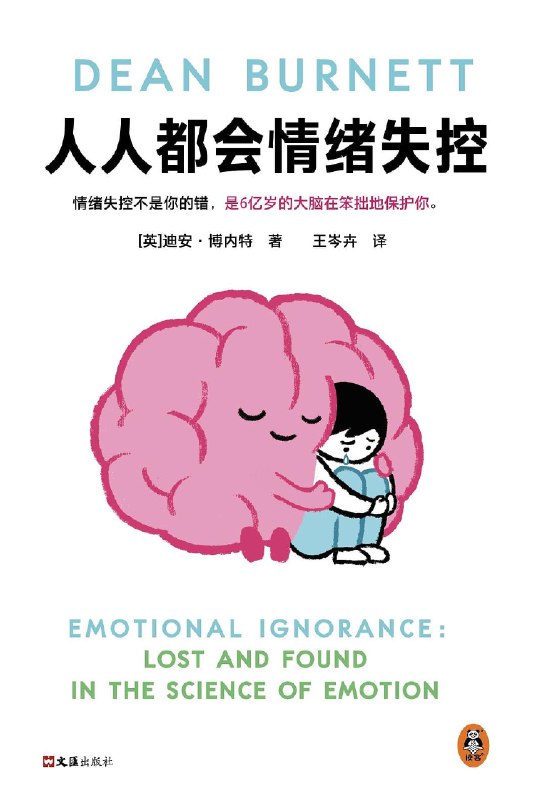 DEAN BURNETT
人人都会情绪失控
情绪失控不是你的错，是6亿岁的大脑在笨拙地保护你。
[英]迪安·博内特 著 王岑卉 译
EMOTIONAL IGNORANCE:
LOST AND FOUND
IN THE SCIENCE OF EMOTION
文汇出版社
读客